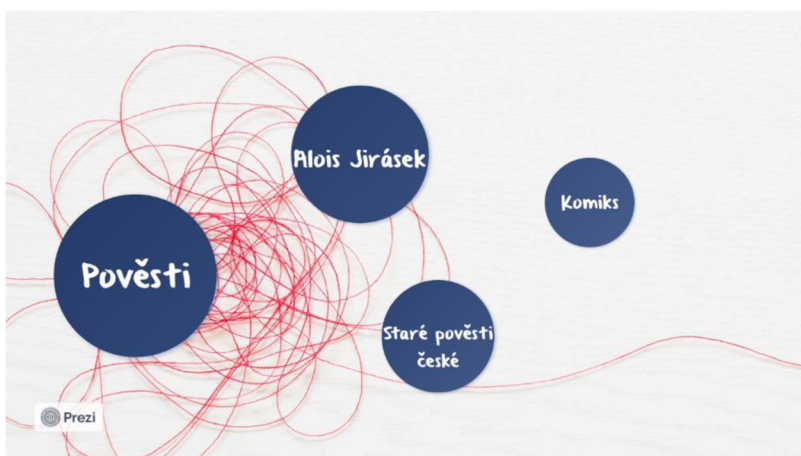 Pověsti
Alois Jirásek
Staré pověsti
české
Komiks
Prezi